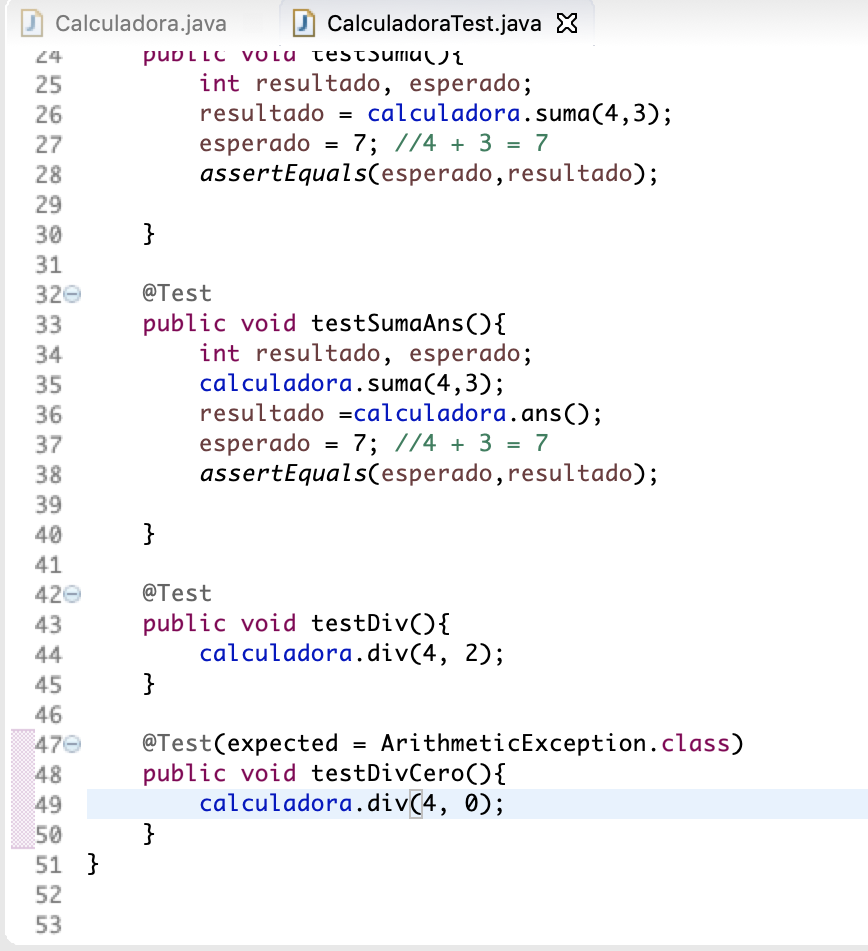 Calculadora.java CalculadoraTest.java
24 public void testSuma(){
25 int resultado, esperado;
26 resultado = calculadora.suma(4,3);
27 esperado = 7; //4 + 3 = 7
28 assertEquals(esperado,resultado);
29
30 }
31
32 @Test
33 public void testSumaAns(){
34 int resultado, esperado;
35 calculadora.suma(4,3);
36 resultado =calculadora.ans();
37 esperado = 7; //4 + 3 = 7
38 assertEquals(esperado,resultado);
39
40 }
41
42 @Test
43 public void testDiv(){
44 calculadora.div(4, 2);
45 }
46
47 @Test(expected = ArithmeticException.class)
48 public void testDivCero(){
49 calculadora.div(4, 0);
50 }
51 }
52
53